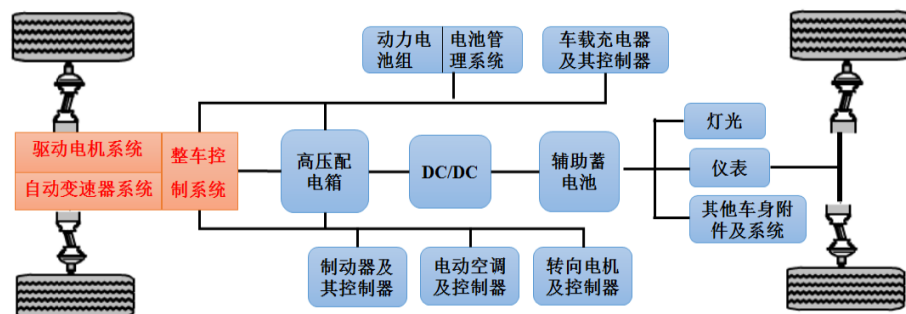 动力电
池组
电池管
理系统
车载充电器
及其控制器
驱动电机系统
自动变速器系统
整车控
制系统
高压配
电箱
DC/DC
辅助蓄
电池
灯光
仪表
其他车身附
件及系统
制动器及
其控制器
电动空调
及控制器
转向电机
及控制器